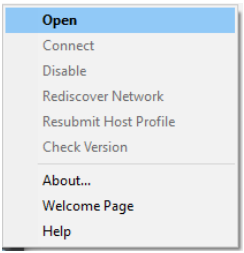 Open
Connect
Disable
Rediscover Network
Resubmit Host Profile
Check Version
About...
Welcome Page
Help